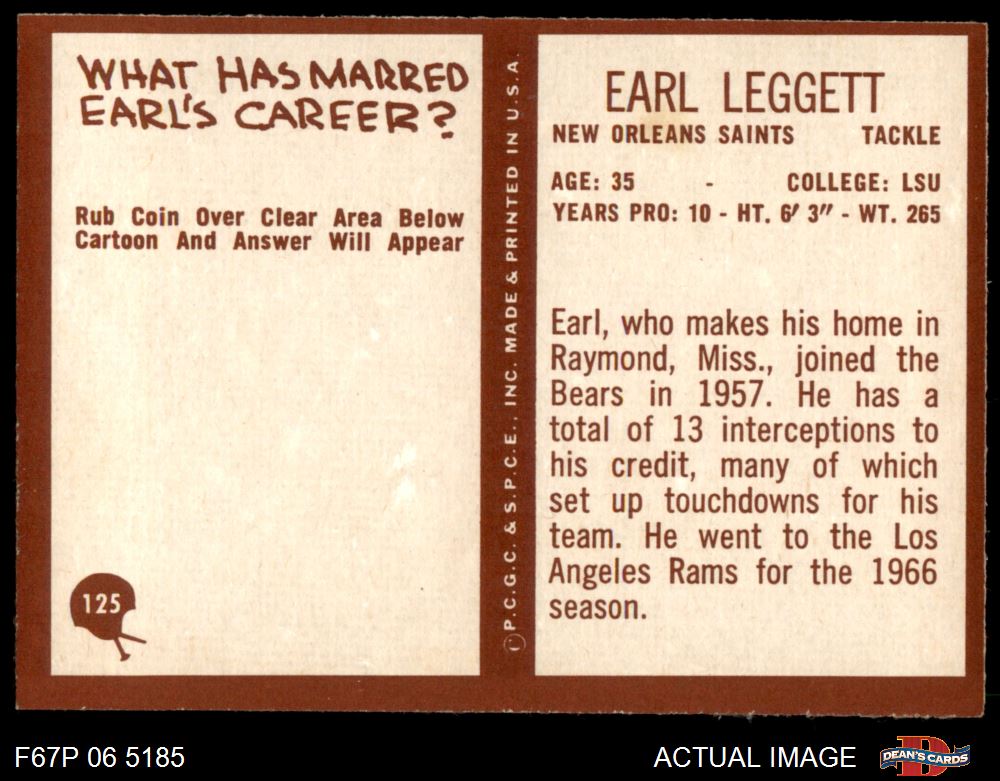 WHAT HAS MARRED
EARL'S CAREER?
Rub Coin Over Clear Area Below
Cartoon And Answer Will Appear
125
P.C.G.C. & S.P.C.E., INC. MADE & PRINTED IN U.S.A.
EARL LEGGETT
NEW ORLEANS SAINTS TACKLE
AGE: 35 - COLLEGE: LSU
YEARS PRO: 10 - HT. 6' 3" - WT. 265
Earl, who makes his home in
Raymond, Miss., joined the
Bears in 1957. He has a
total of 13 interceptions to
his credit, many of which
set up touchdowns for his
team. He went to the Los
Angeles Rams for the 1966
season.
F67P 06 5185
ACTUAL IMAGE
DEAN'S CARDS